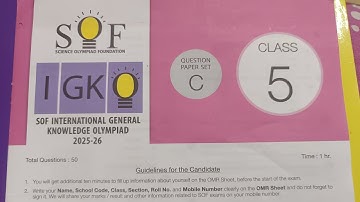 SOF
SCIENCE OLYMPIAD FOUNDATION
IGKO
SOF INTERNATIONAL GENERAL
KNOWLEDGE OLYMPIAD
2025-26
QUESTION
PAPER SET
C
CLASS
5
Total Questions : 50
Time : 1 hr.
Guidelines for the Candidate
1. You will get additional ten minutes to fill up information about yourself on the OMR Sheet, before the start of the exam.
2. Write your Name, School Code, Class, Section, Roll No. and Mobile Number clearly on the OMR Sheet and do not forget to
sign it. We will share your marks / result and other information related to SOF exams on your mobile number.